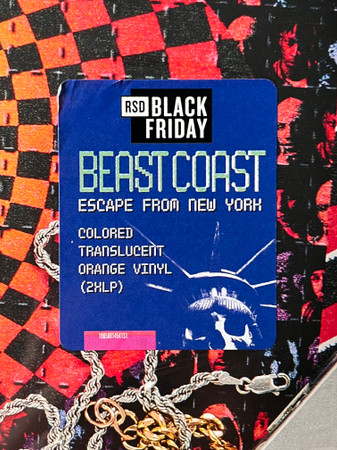 RSD BLACK
FRIDAY
BEAST COAST
ESCAPE FROM NEW YORK
COLORED
TRANSLUCENT
ORANGE VINYL
(2XLP)